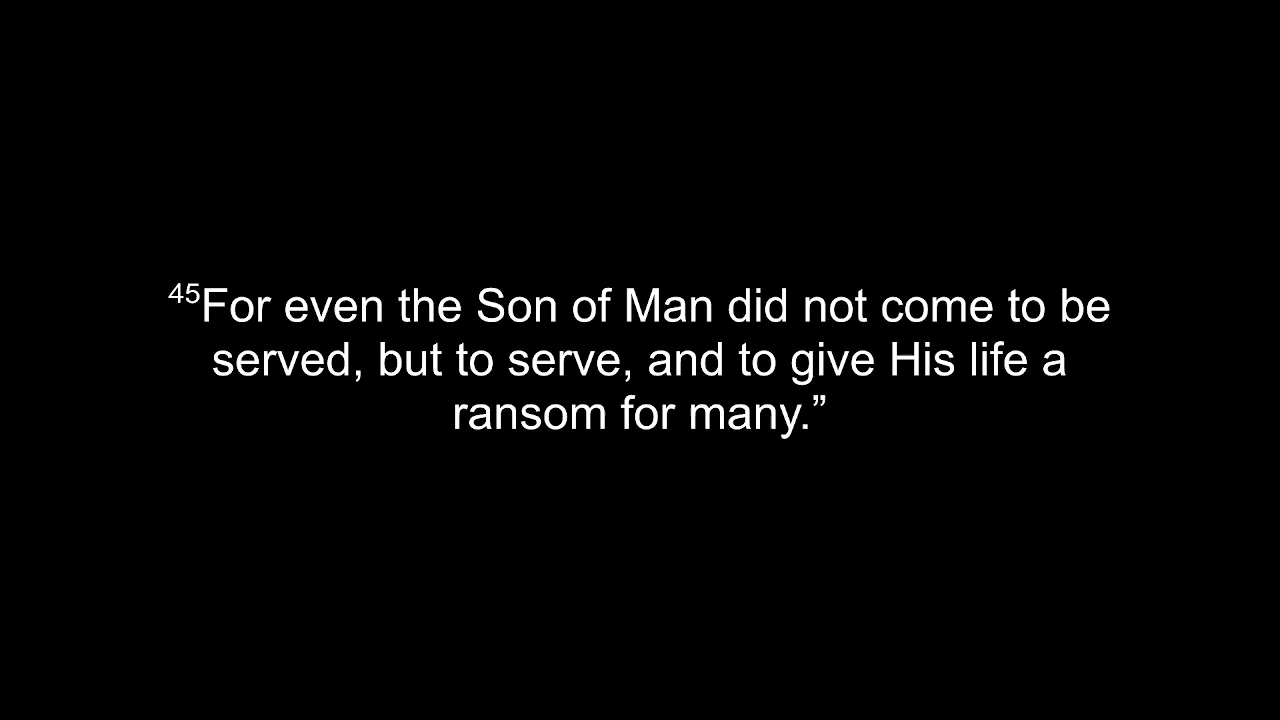 ⁴⁵For even the Son of Man did not come to be
served, but to serve, and to give His life a
ransom for many.”